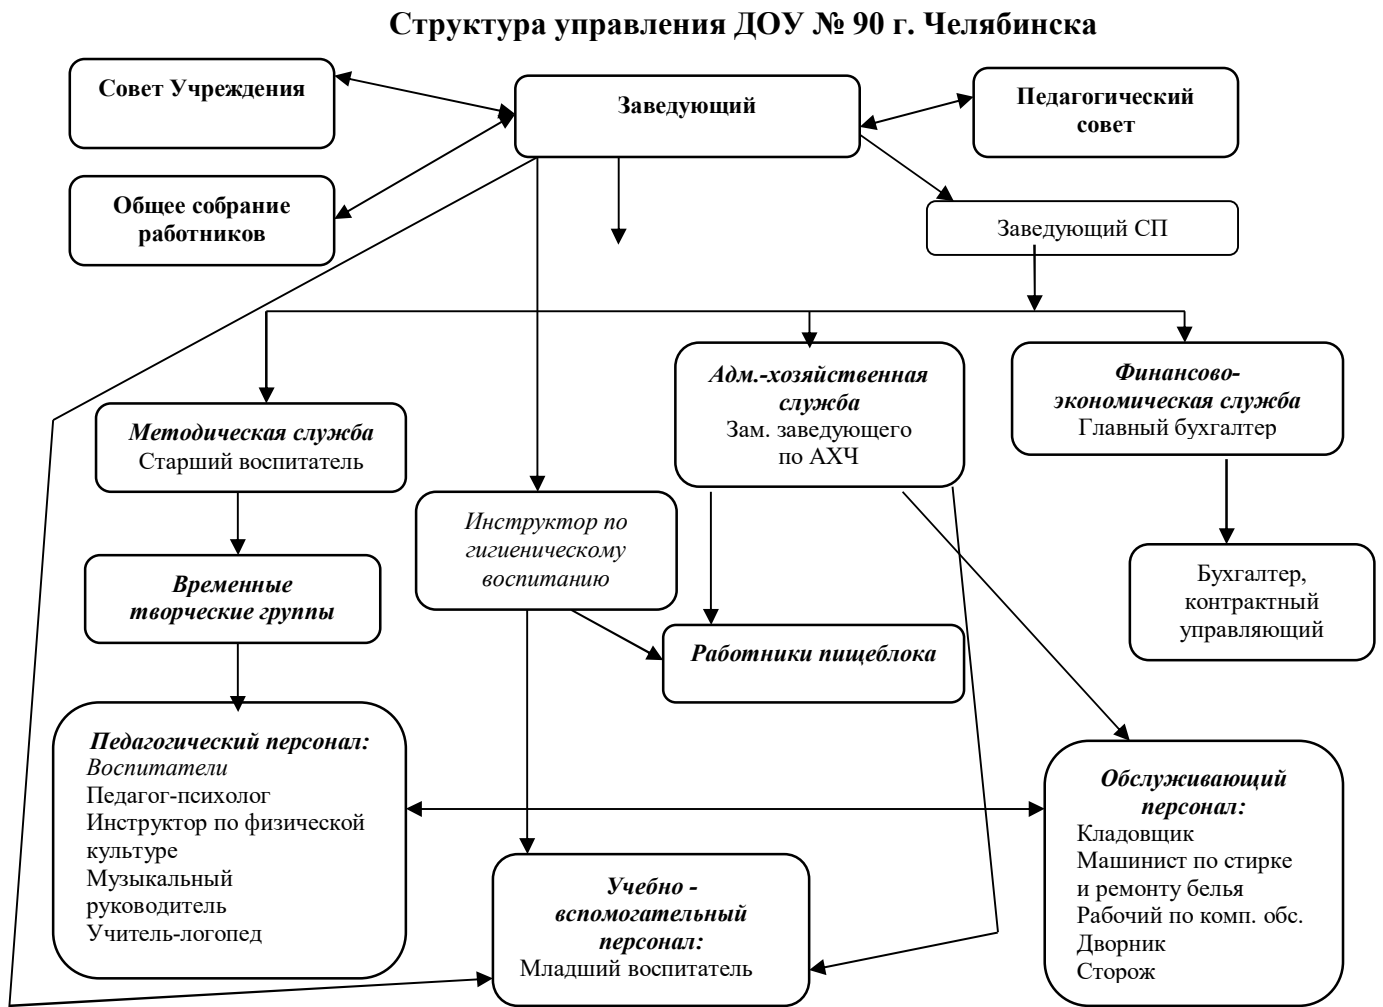 Структура управления ДОУ № 90 г. Челябинска
Совет Учреждения
Заведующий
Педагогический
совет
Общее собрание
работников
Заведующий СП
Методическая служба
Старший воспитатель
Адм.-хозяйственная
служба
Зам. заведующего
по АХЧ
Финансово-
экономическая служба
Главный бухгалтер
Инструктор по
гигиеническому
воспитанию
Временные
творческие группы
Работники пищеблока
Бухгалтер,
контрактный
управляющий
Педагогический персонал:
Воспитатели
Педагог-психолог
Инструктор по физической
культуре
Музыкальный
руководитель
Учитель-логопед
Учебно -
вспомогательный
персонал:
Младший воспитатель
Обслуживающий
персонал:
Кладовщик
Машинист по стирке
и ремонту белья
Рабочий по комп. обс.
Дворник
Сторож